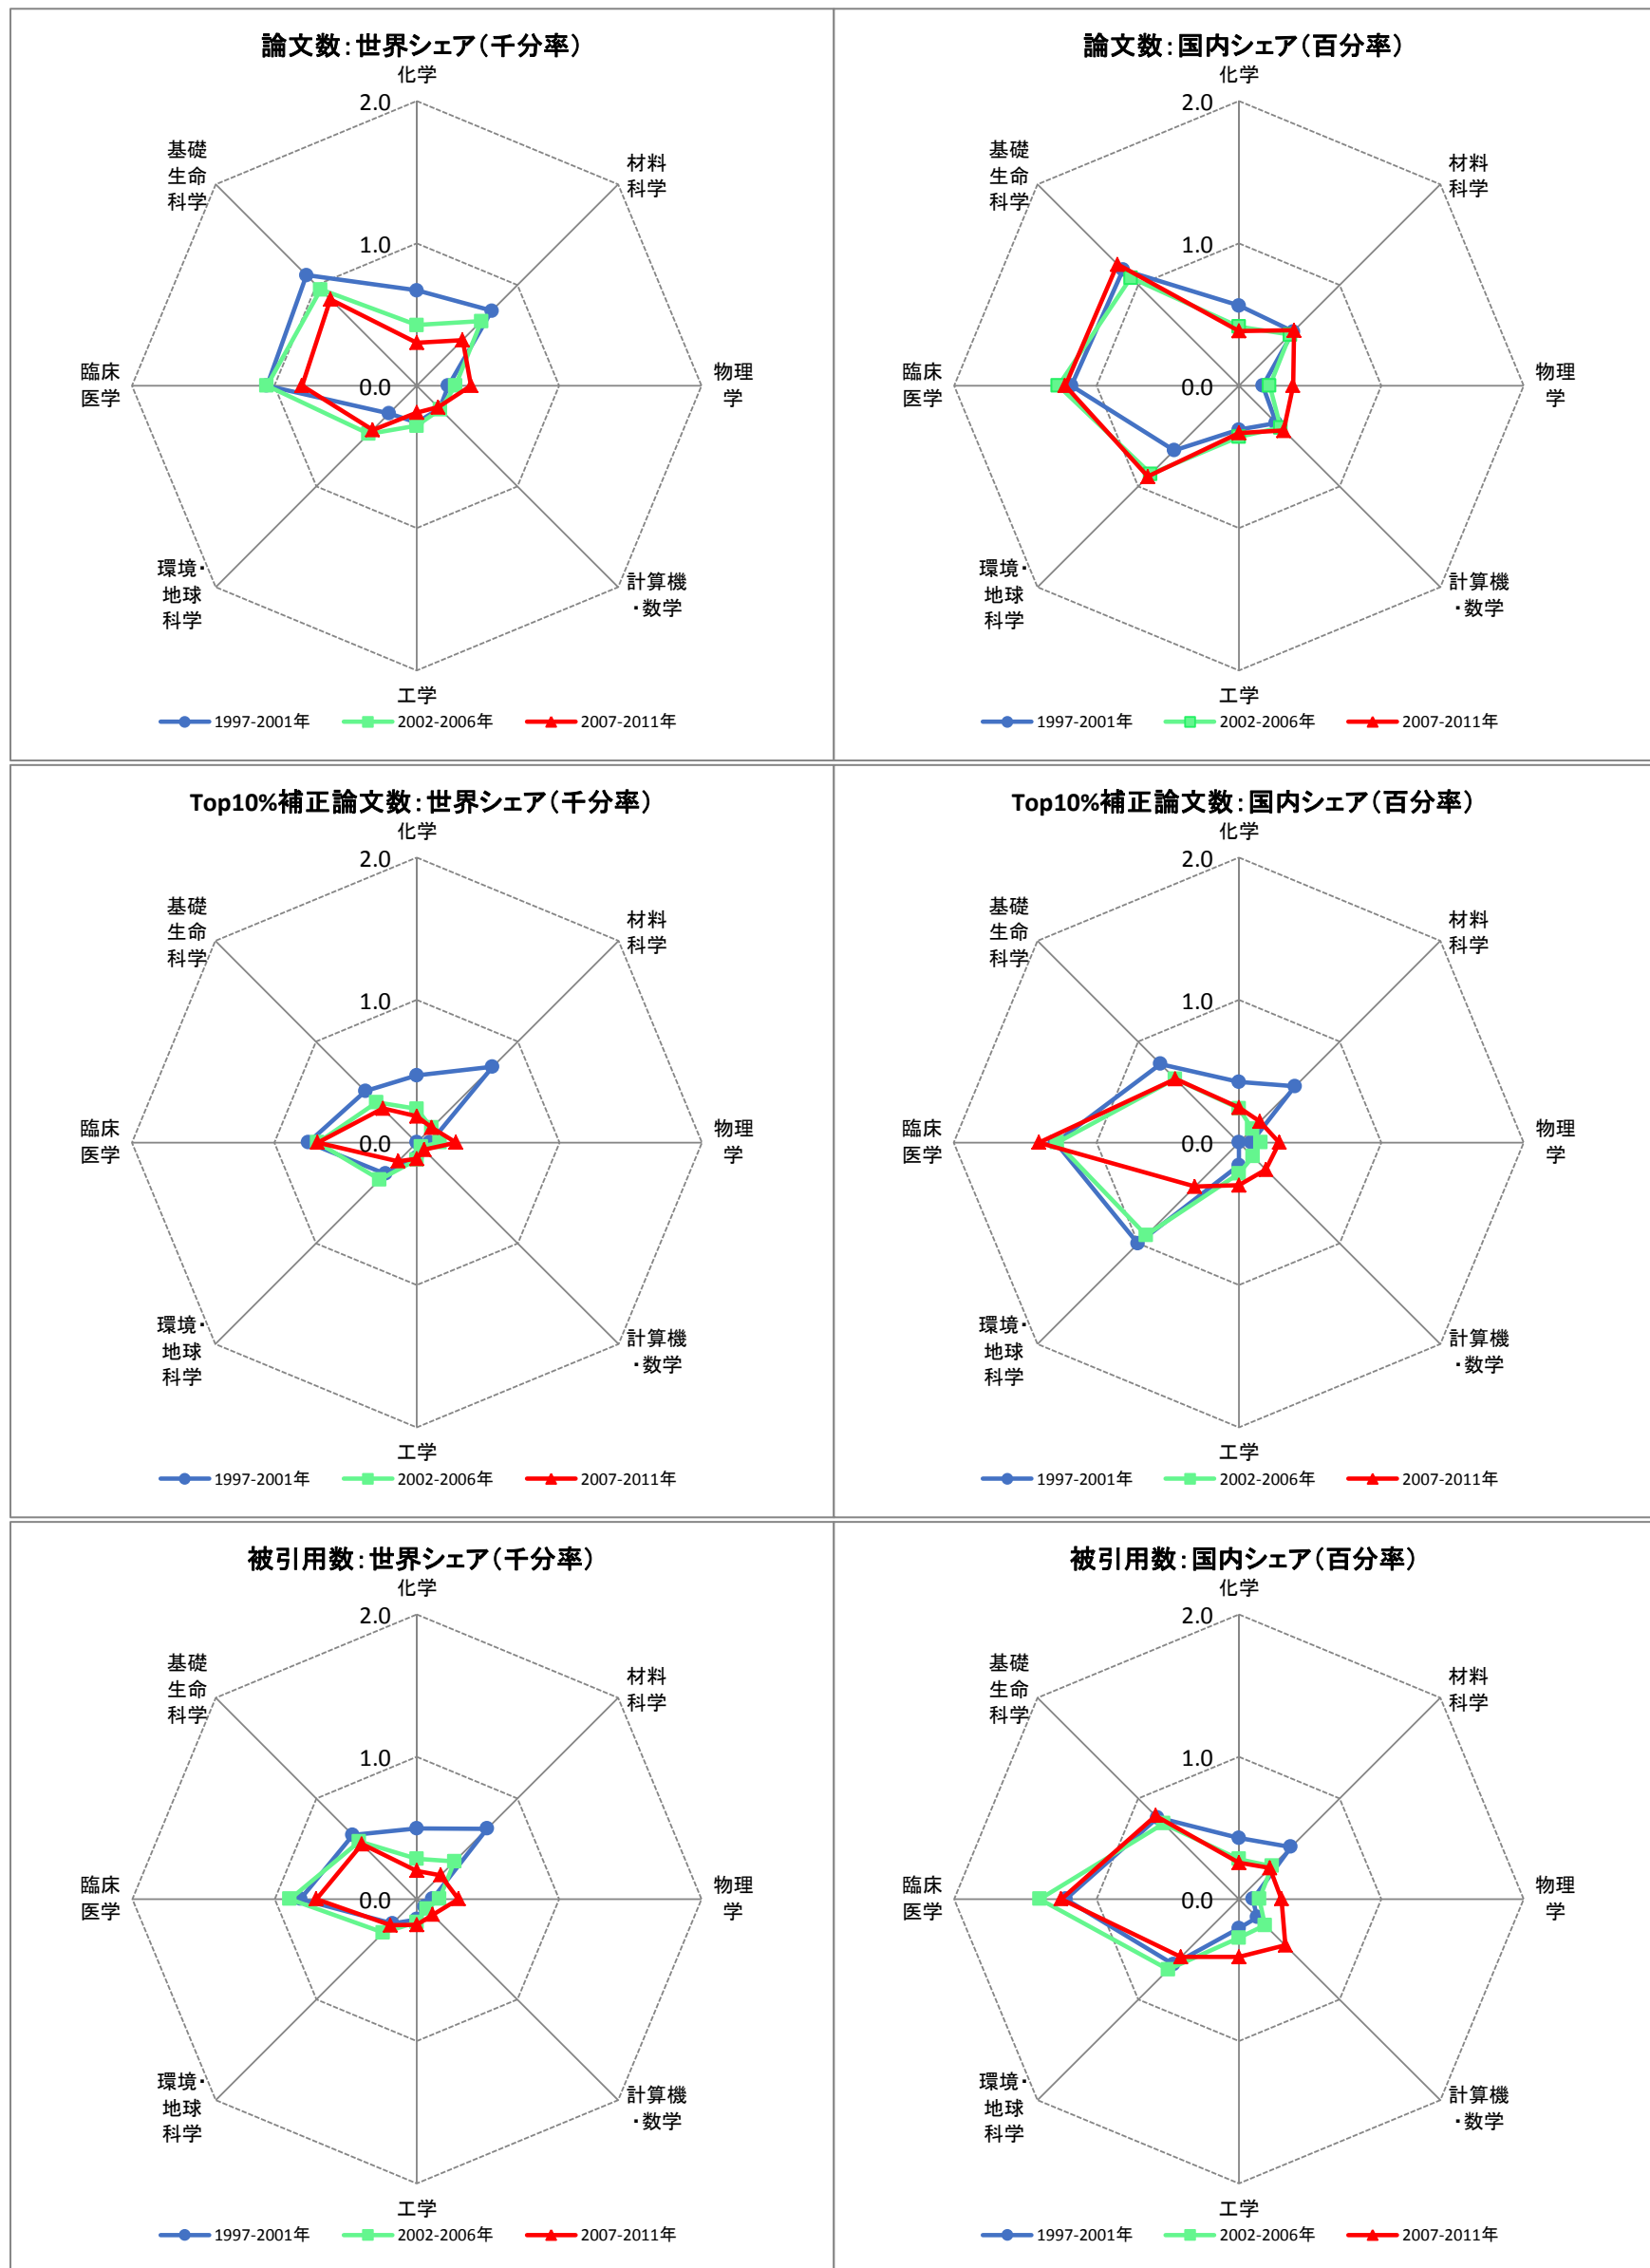 論文数：世界シェア（千分率）
化学
2.0
1.0
0.0
材料
科学
物理
学
計算機
・数学
工学
環境・
地球
科学
臨床
医学
基礎
生命
科学
1997-2001年 2002-2006年 2007-2011年
論文数：国内シェア（百分率）
化学
2.0
1.0
0.0
材料
科学
物理
学
計算機
・数学
工学
環境・
地球
科学
臨床
医学
基礎
生命
科学
1997-2001年 2002-2006年 2007-2011年
Top10%補正論文数：世界シェア（千分率）
化学
2.0
1.0
0.0
材料
科学
物理
学
計算機
・数学
工学
環境・
地球
科学
臨床
医学
基礎
生命
科学
1997-2001年 2002-2006年 2007-2011年
Top10%補正論文数：国内シェア（百分率）
化学
2.0
1.0
0.0
材料
科学
物理
学
計算機
・数学
工学
環境・
地球
科学
臨床
医学
基礎
生命
科学
1997-2001年 2002-2006年 2007-2011年
被引用数：世界シェア（千分率）
化学
2.0
1.0
0.0
材料
科学
物理
学
計算機
・数学
工学
環境・
地球
科学
臨床
医学
基礎
生命
科学
1997-2001年 2002-2006年 2007-2011年
被引用数：国内シェア（百分率）
化学
2.0
1.0
0.0
材料
科学
物理
学
計算機
・数学
工学
環境・
地球
科学
臨床
医学
基礎
生命
科学
1997-2001年 2002-2006年 2007-2011年